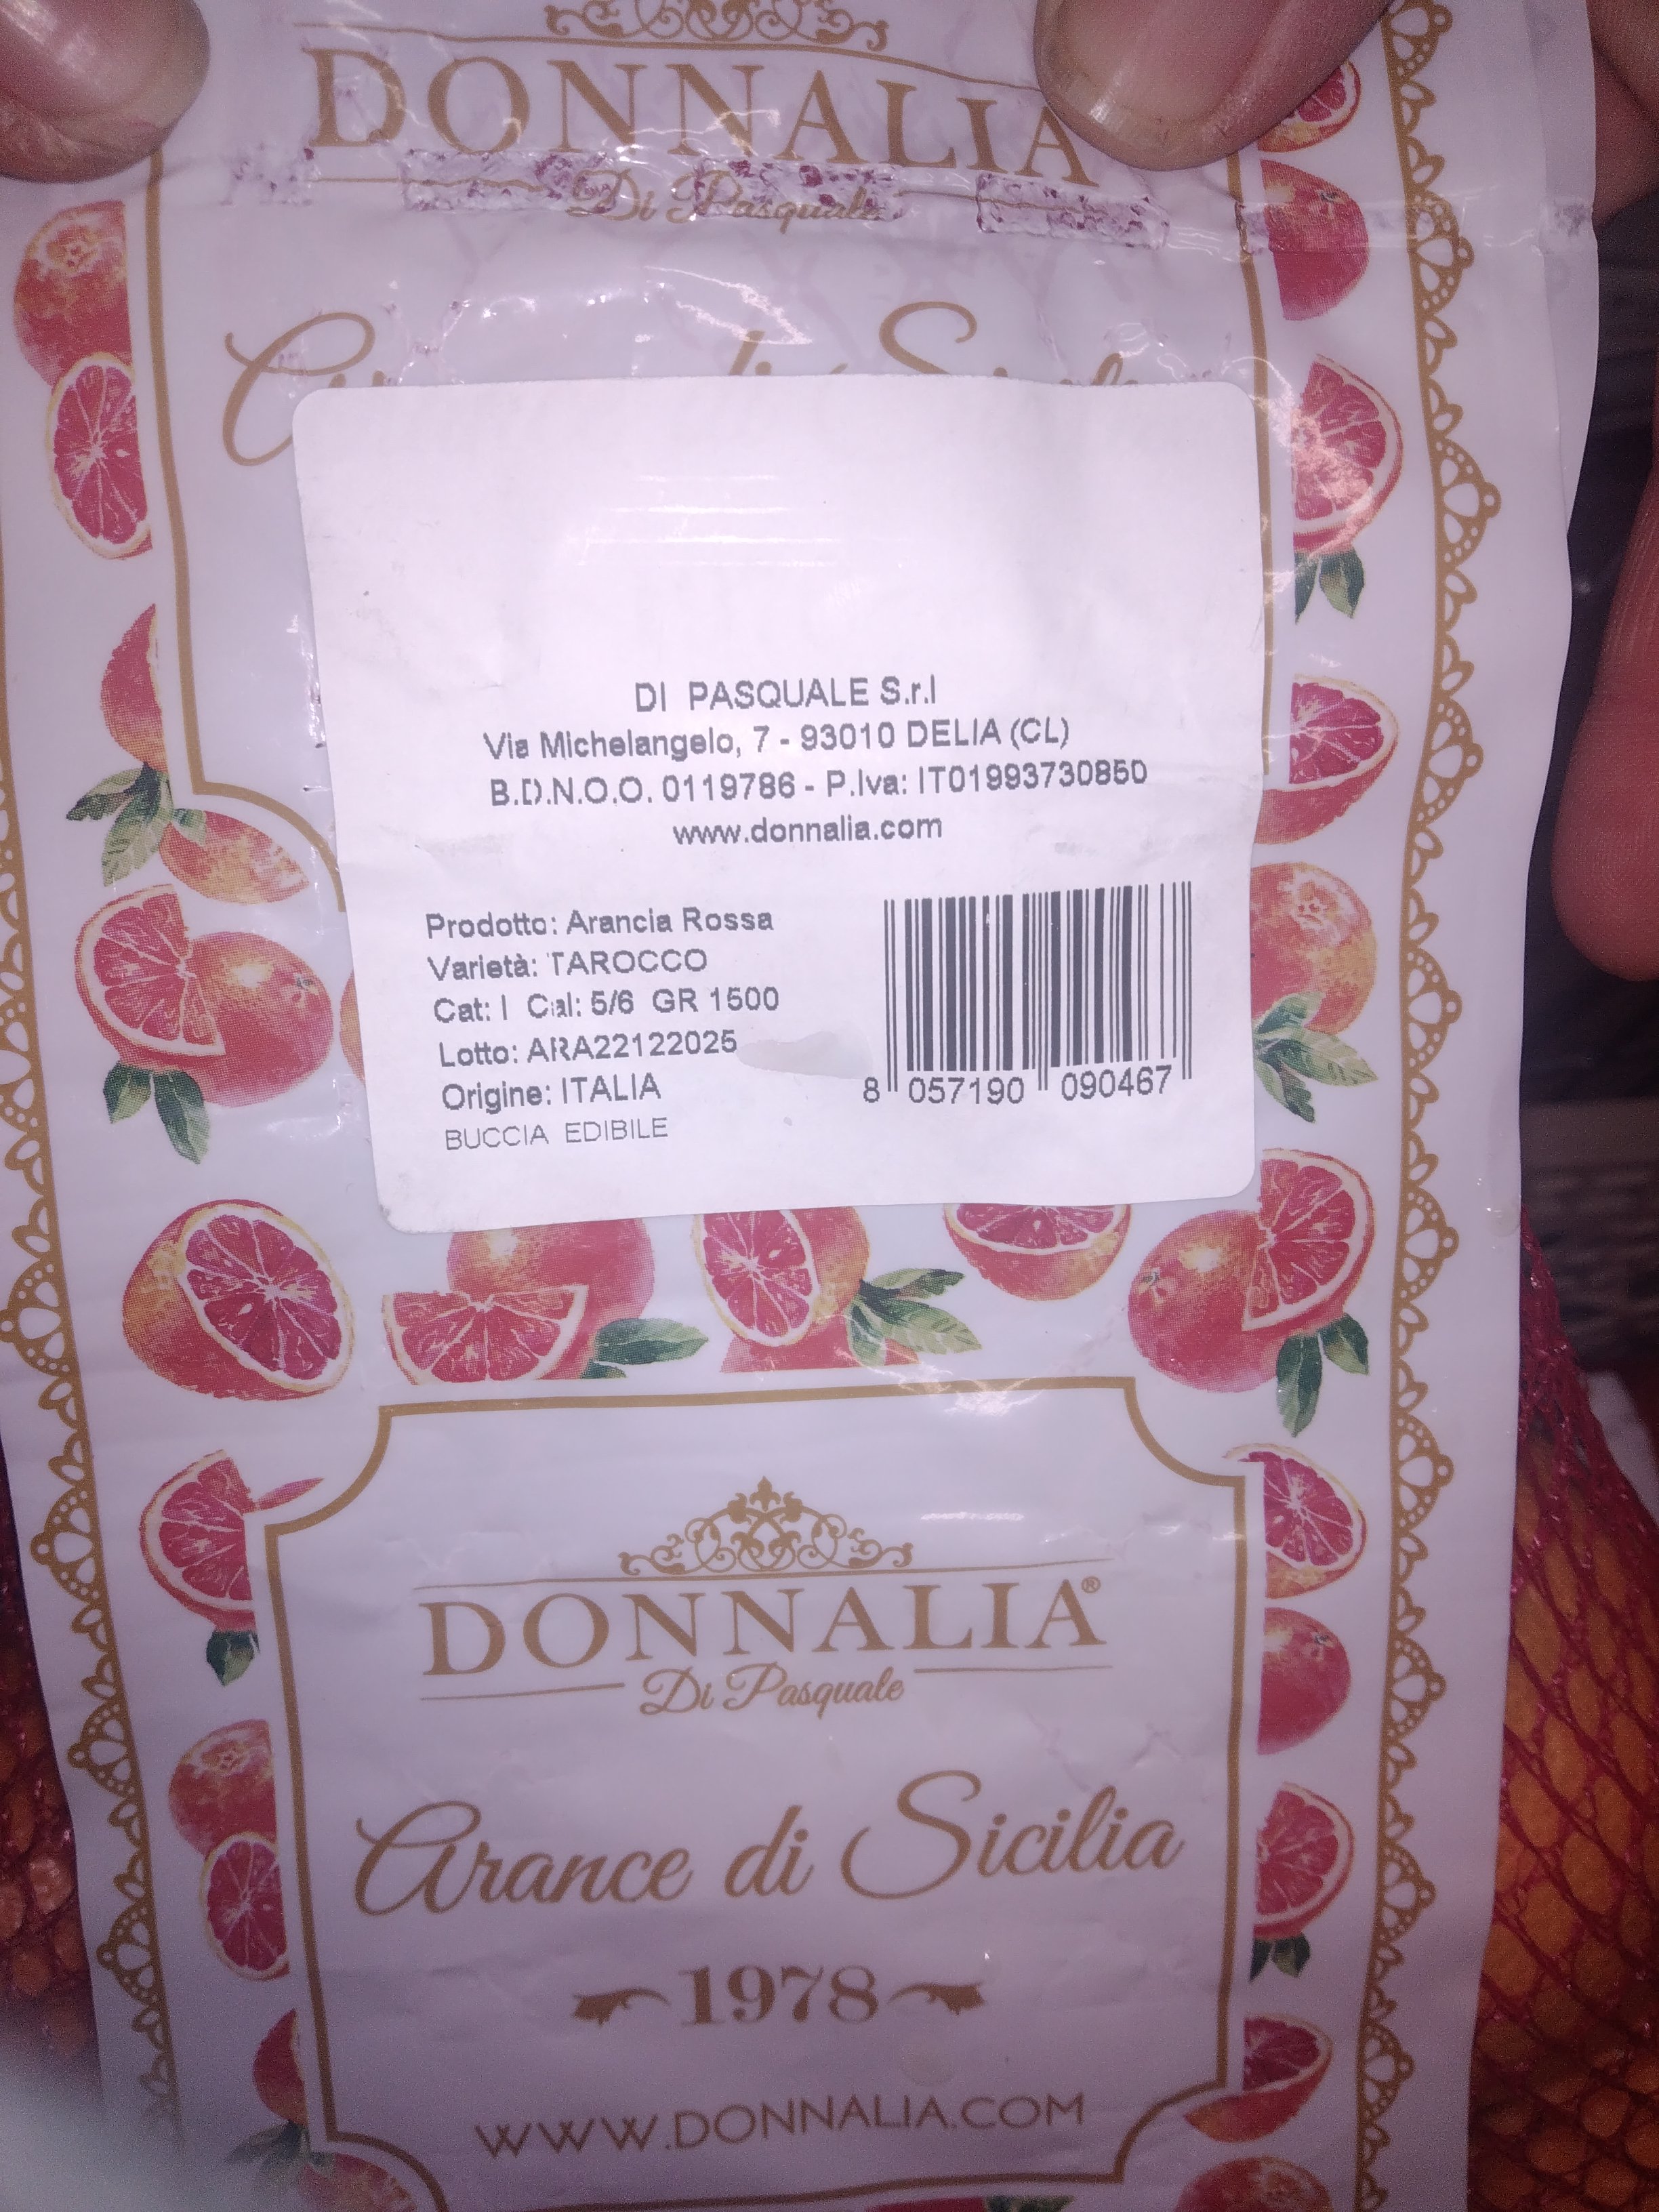 DONNALIA
Di Pasquale
DI PASQUALE S.r.l
Via Michelangelo, 7 - 93010 DELIA (CL)
B.D.N.O.O. 0119786 - P.Iva: IT01993730850
www.donnalia.com
Prodotto: Arancia Rossa
Varietà: TAROCCO
Cat: I Cal: 5/6 GR 1500
Lotto: ARA22122025
Origine: ITALIA
BUCCIA EDIBILE
8 057190 090467
DONNALIA®
Di Pasquale
Arance di Sicilia
1978
WWW.DONNALIA.COM